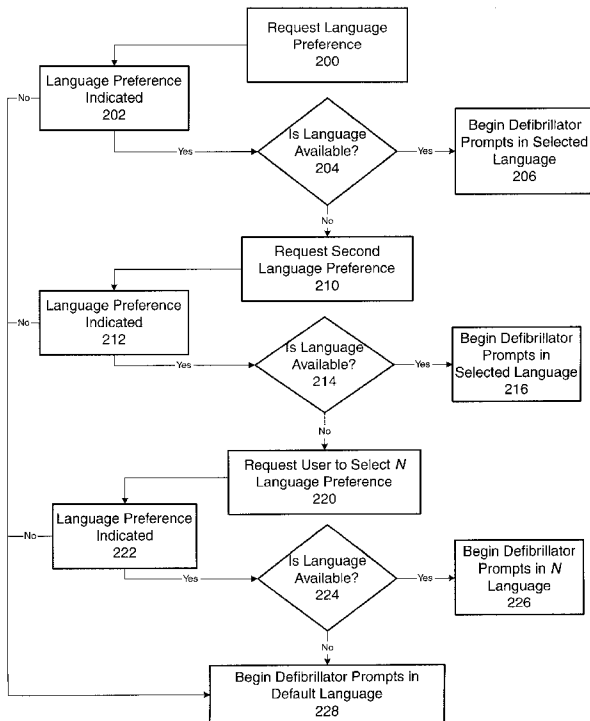 Request Language
Preference
200
No
Language Preference
Indicated
202
Yes
Is Language
Available?
204
Yes
Begin Defibrillator
Prompts in Selected
Language
206
No
Request Second
Language Preference
210
Language Preference
Indicated
212
No
Yes
Is Language
Available?
214
Yes
Begin Defibrillator
Prompts in
Selected Language
216
No
Request User to Select N
Language Preference
220
Language Preference
Indicated
222
No
Yes
Is Language
Available?
224
Yes
Begin Defibrillator
Prompts in N
Language
226
No
Begin Defibrillator Prompts in
Default Language
228